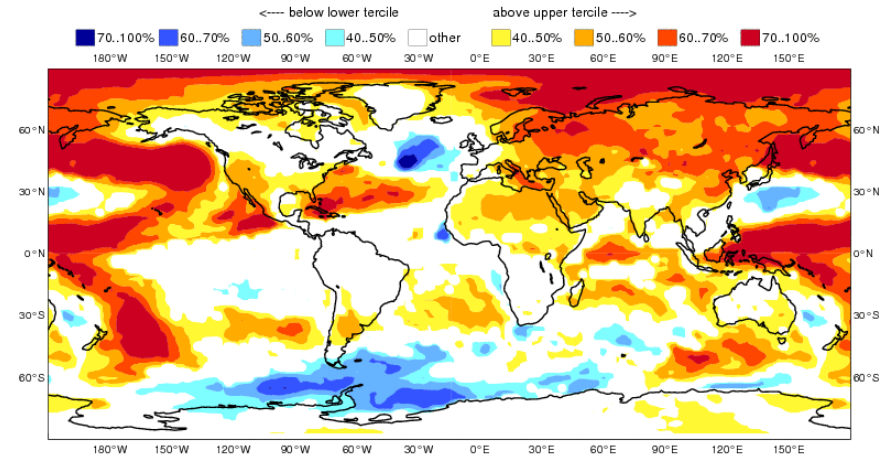 <---- below lower tercile above upper tercile ---->
70..100% 60..70% 50..60% 40..50% other 40..50% 50..60% 60..70% 70..100%
180°W 150°W 120°W 90°W 60°W 30°W 0°E 30°E 60°E 90°E 120°E 150°E
60°N
30°N
0°N
30°S
60°S
60°N
30°N
0°N
30°S
60°S
180°W 150°W 120°W 90°W 60°W 30°W 0°E 30°E 60°E 90°E 120°E 150°E